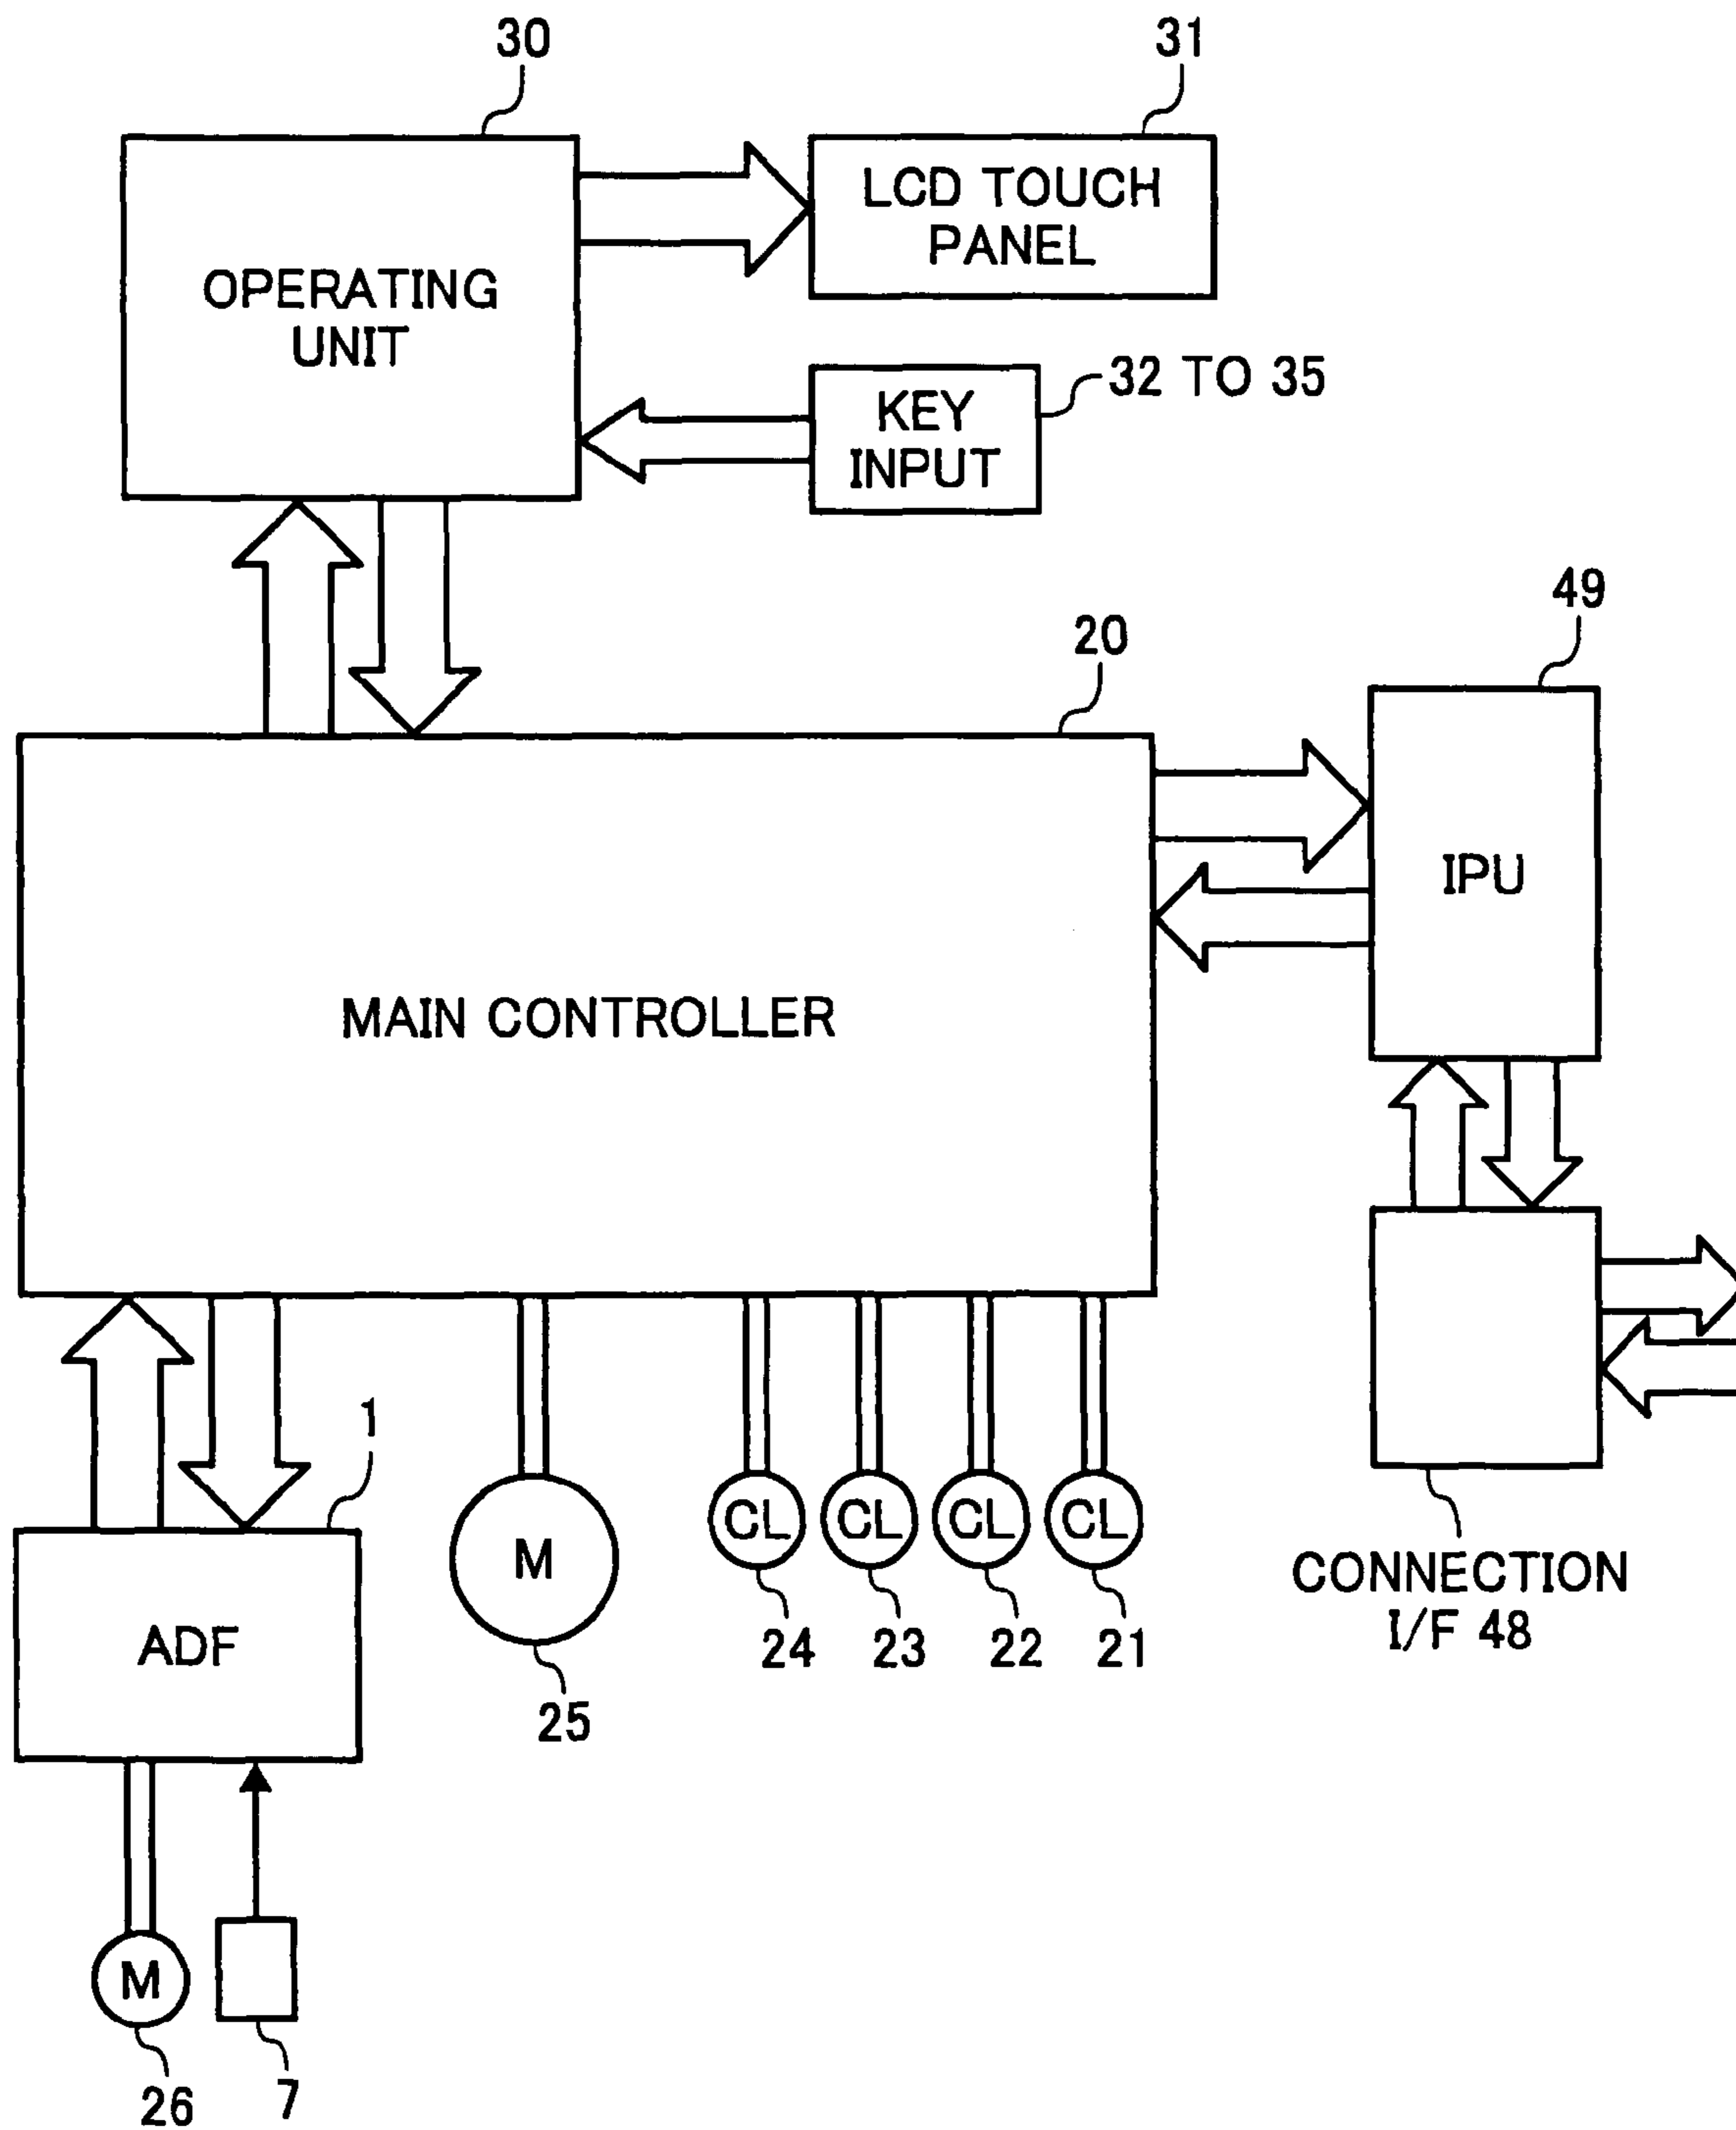 30
31
LCD TOUCH
PANEL
OPERATING
UNIT
32 TO 35
KEY
INPUT
49
20
IPU
MAIN CONTROLLER
1
CL
CL
CL
CL
M
CONNECTION
I/F 48
ADF
24
23
22
21
25
M
26
7